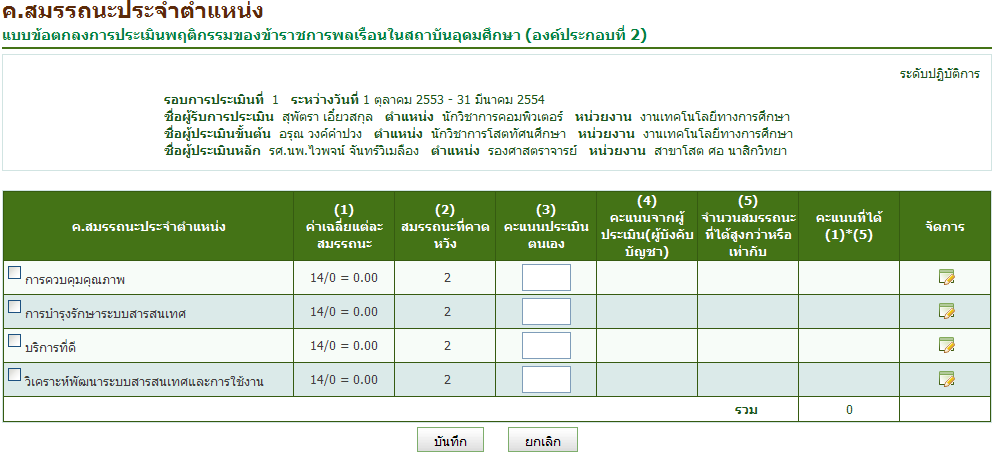 ค.สมรรถนะประจำตำแหน่ง
แบบข้อตกลงการประเมินพฤติกรรมของข้าราชการพลเรือนในสถาบันอุดมศึกษา (องค์ประกอบที่ 2)
ระดับปฏิบัติการ
รอบการประเมินที่ 1 ระหว่างวันที่ 1 ตุลาคม 2553 - 31 มีนาคม 2554
ชื่อผู้รับการประเมิน สุพัตรา เอี่ยวสกุล ตำแหน่ง นักวิชาการคอมพิวเตอร์ หน่วยงาน งานเทคโนโลยีทางการศึกษา
ชื่อผู้ประเมินขั้นต้น อรุณ วงค์คำปวง ตำแหน่ง นักวิชาการโสตทัศนศึกษา หน่วยงาน งานเทคโนโลยีทางการศึกษา
ชื่อผู้ประเมินหลัก รศ.นพ.ไวพจน์ จันทร์วิเมลือง ตำแหน่ง รองศาสตราจารย์ หน่วยงาน สาขาโสต ศอ นาสิกวิทยา
ค.สมรรถนะประจำตำแหน่ง
(1)
ค่าเฉลี่ยแต่ละ
สมรรถนะ
(2)
สมรรถนะที่คาด
หวัง
(3)
คะแนนประเมิน
ตนเอง
(4)
คะแนนจากผู้
ประเมิน(ผู้บังคับ
บัญชา)
(5)
จำนวนสมรรถนะ
ที่ได้สูงกว่าหรือ
เท่ากับ
คะแนนที่ได้
(1)*(5)
จัดการ
การควบคุมคุณภาพ 14/0 = 0.00 2
การบำรุงรักษาระบบสารสนเทศ 14/0 = 0.00 2
บริการที่ดี 14/0 = 0.00 2
วิเคราะห์พัฒนาระบบสารสนเทศและการใช้งาน 14/0 = 0.00 2
รวม 0
บันทึก ยกเลิก